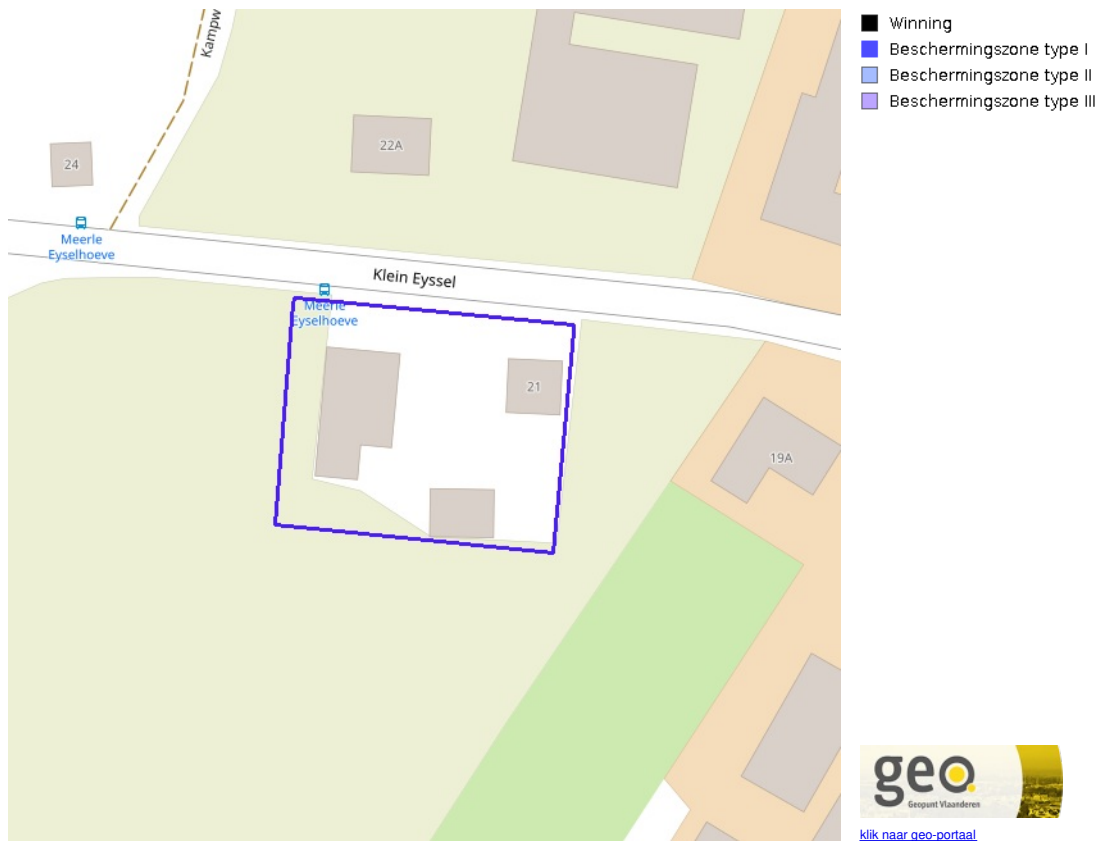 Kampw
24
22A
Meerle
Eyselhoeve
Klein Eyssel
Meerle
Eyselhoeve
21
19A
Winning
Beschermingszone type I
Beschermingszone type II
Beschermingszone type III
geo.
Geopunt Vlaanderen
klik naar geo-portaal